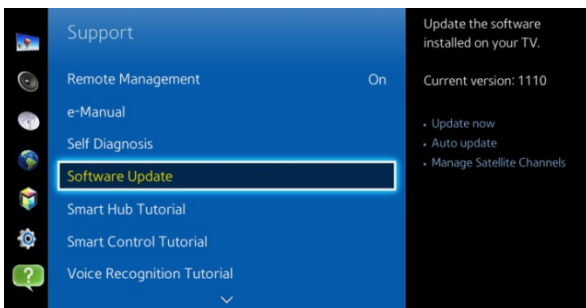 Support
Remote Management On
e-Manual
Self Diagnosis
Software Update
Smart Hub Tutorial
Smart Control Tutorial
Voice Recognition Tutorial
Update the software
installed on your TV.
Current version: 1110
• Update now
• Auto update
• Manage Satellite Channels